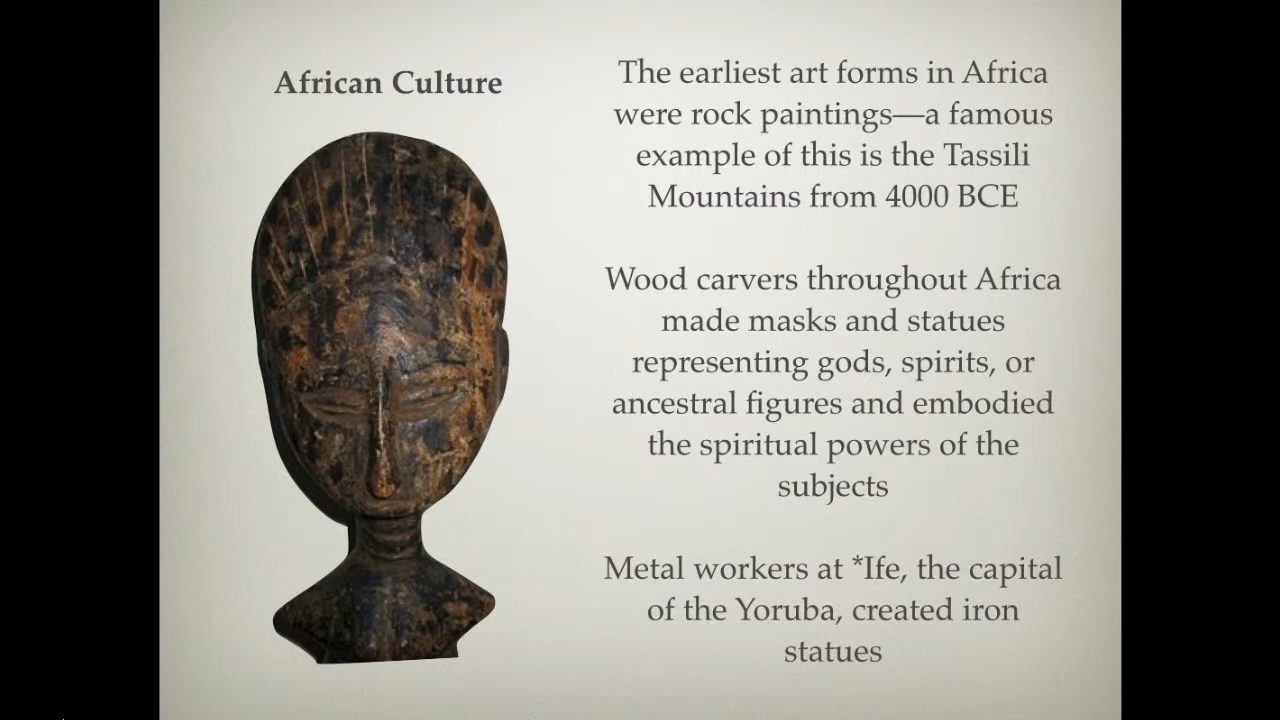 African Culture
The earliest art forms in Africa
were rock paintings—a famous
example of this is the Tassili
Mountains from 4000 BCE
Wood carvers throughout Africa
made masks and statues
representing gods, spirits, or
ancestral figures and embodied
the spiritual powers of the
subjects
Metal workers at *Ife, the capital
of the Yoruba, created iron
statues